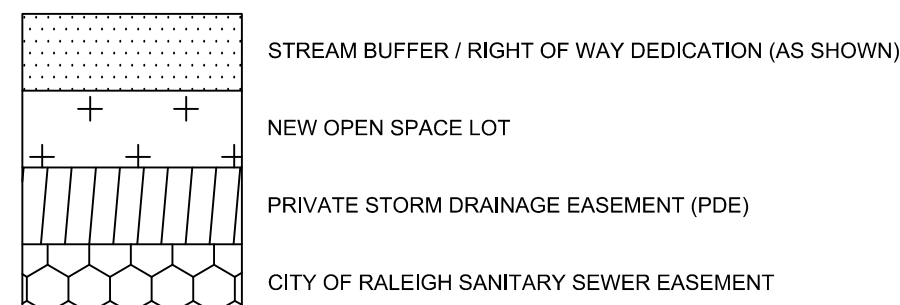 STREAM BUFFER / RIGHT OF WAY DEDICATION (AS SHOWN)
NEW OPEN SPACE LOT
PRIVATE STORM DRAINAGE EASEMENT (PDE)
CITY OF RALEIGH SANITARY SEWER EASEMENT